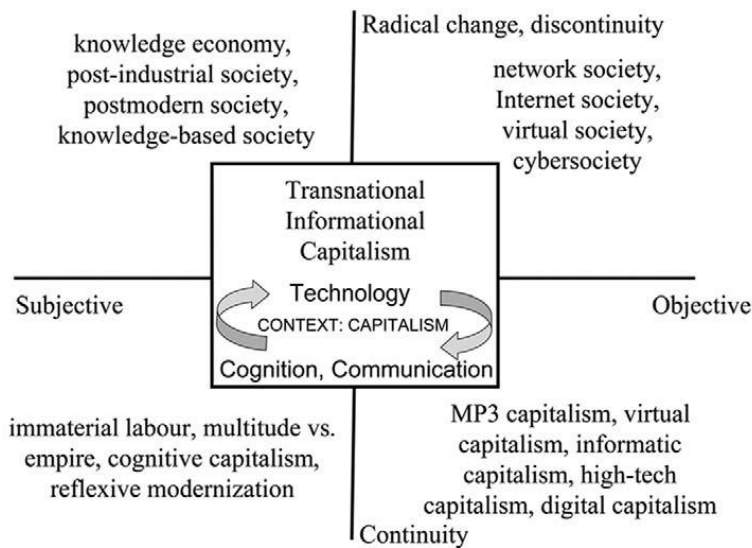 Radical change, discontinuity
knowledge economy,
post-industrial society,
postmodern society,
knowledge-based society
network society,
Internet society,
virtual society,
cybersociety
Transnational
Informational
Capitalism
Technology
CONTEXT: CAPITALISM
Cognition, Communication
Subjective
Objective
immaterial labour, multitude vs.
empire, cognitive capitalism,
reflexive modernization
MP3 capitalism, virtual
capitalism, informatic
capitalism, high-tech
capitalism, digital capitalism
Continuity